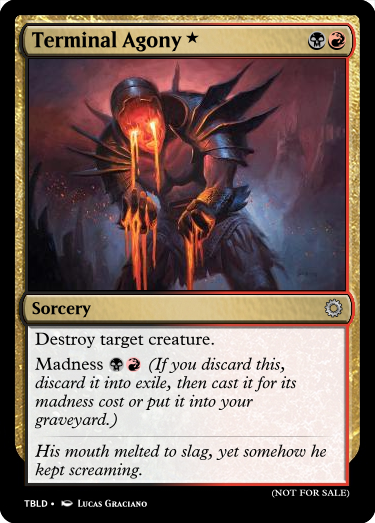 Terminal Agony ★
Sorcery
Destroy target creature.
Madness (If you discard this,
discard it into exile, then cast it for its
madness cost or put it into your
graveyard.)
His mouth melted to slag, yet somehow he
kept screaming.
(NOT FOR SALE)
TBLD • Lucas Graciano